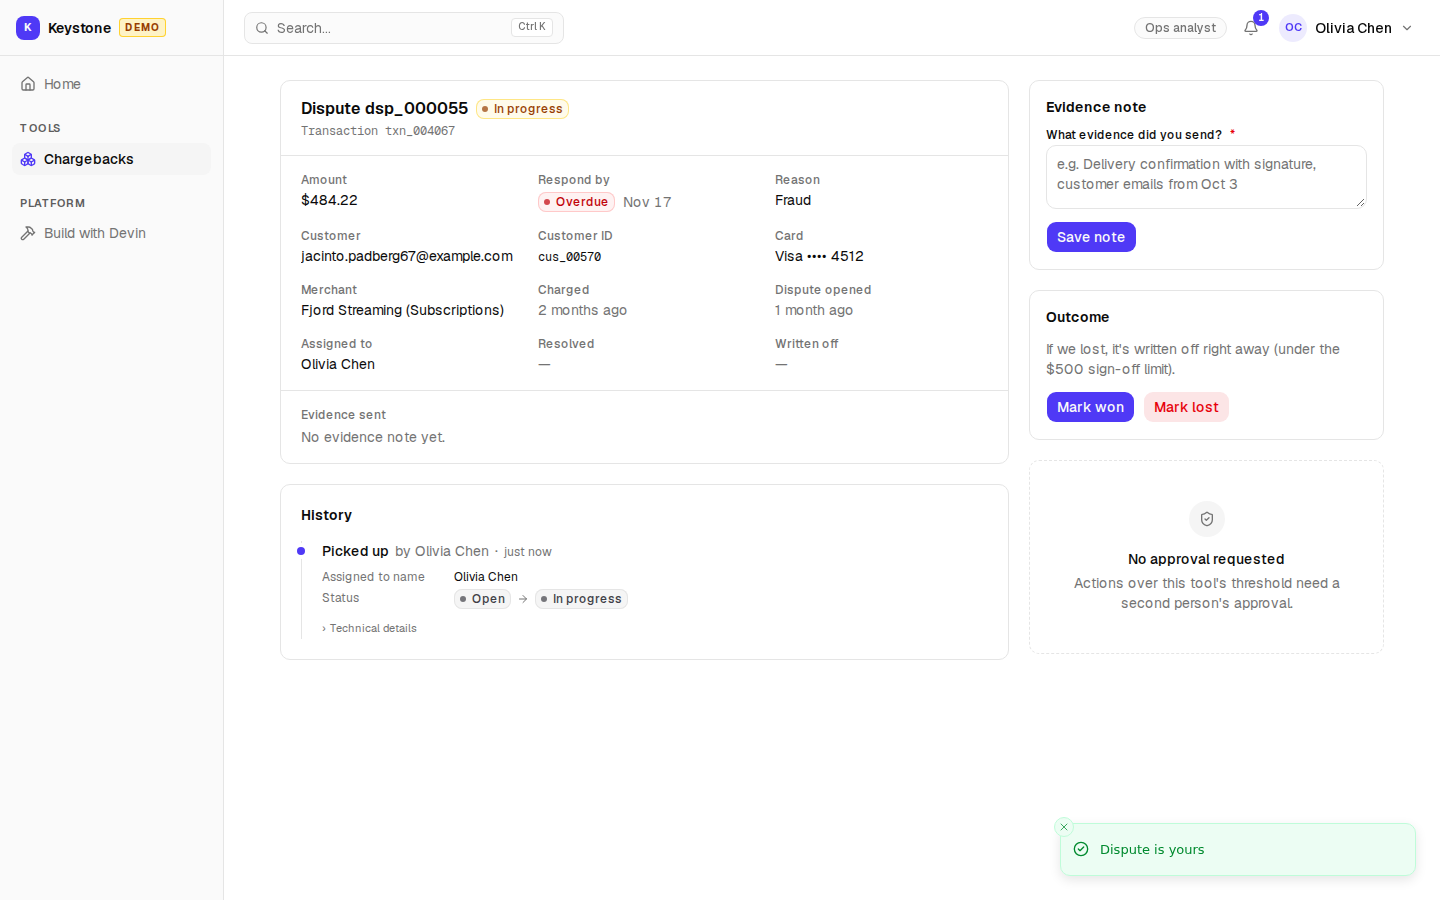 K Keystone DEMO
Search...
Ctrl K
Ops analyst
1
OC Olivia Chen
Home
TOOLS
Chargebacks
PLATFORM
Build with Devin
Dispute dsp_000055 In progress
Transaction txn_004067
Amount
$484.22
Respond by
Overdue Nov 17
Reason
Fraud
Customer
jacinto.padberg67@example.com
Customer ID
cus_00570
Card
Visa •••• 4512
Merchant
Fjord Streaming (Subscriptions)
Charged
2 months ago
Dispute opened
1 month ago
Assigned to
Olivia Chen
Resolved
—
Written off
—
Evidence sent
No evidence note yet.
History
Picked up by Olivia Chen · just now
Assigned to name Olivia Chen
Status Open → In progress
› Technical details
Evidence note
What evidence did you send? *
e.g. Delivery confirmation with signature,
customer emails from Oct 3
Save note
Outcome
If we lost, it's written off right away (under the
$500 sign-off limit).
Mark won Mark lost
No approval requested
Actions over this tool's threshold need a
second person's approval.
Dispute is yours